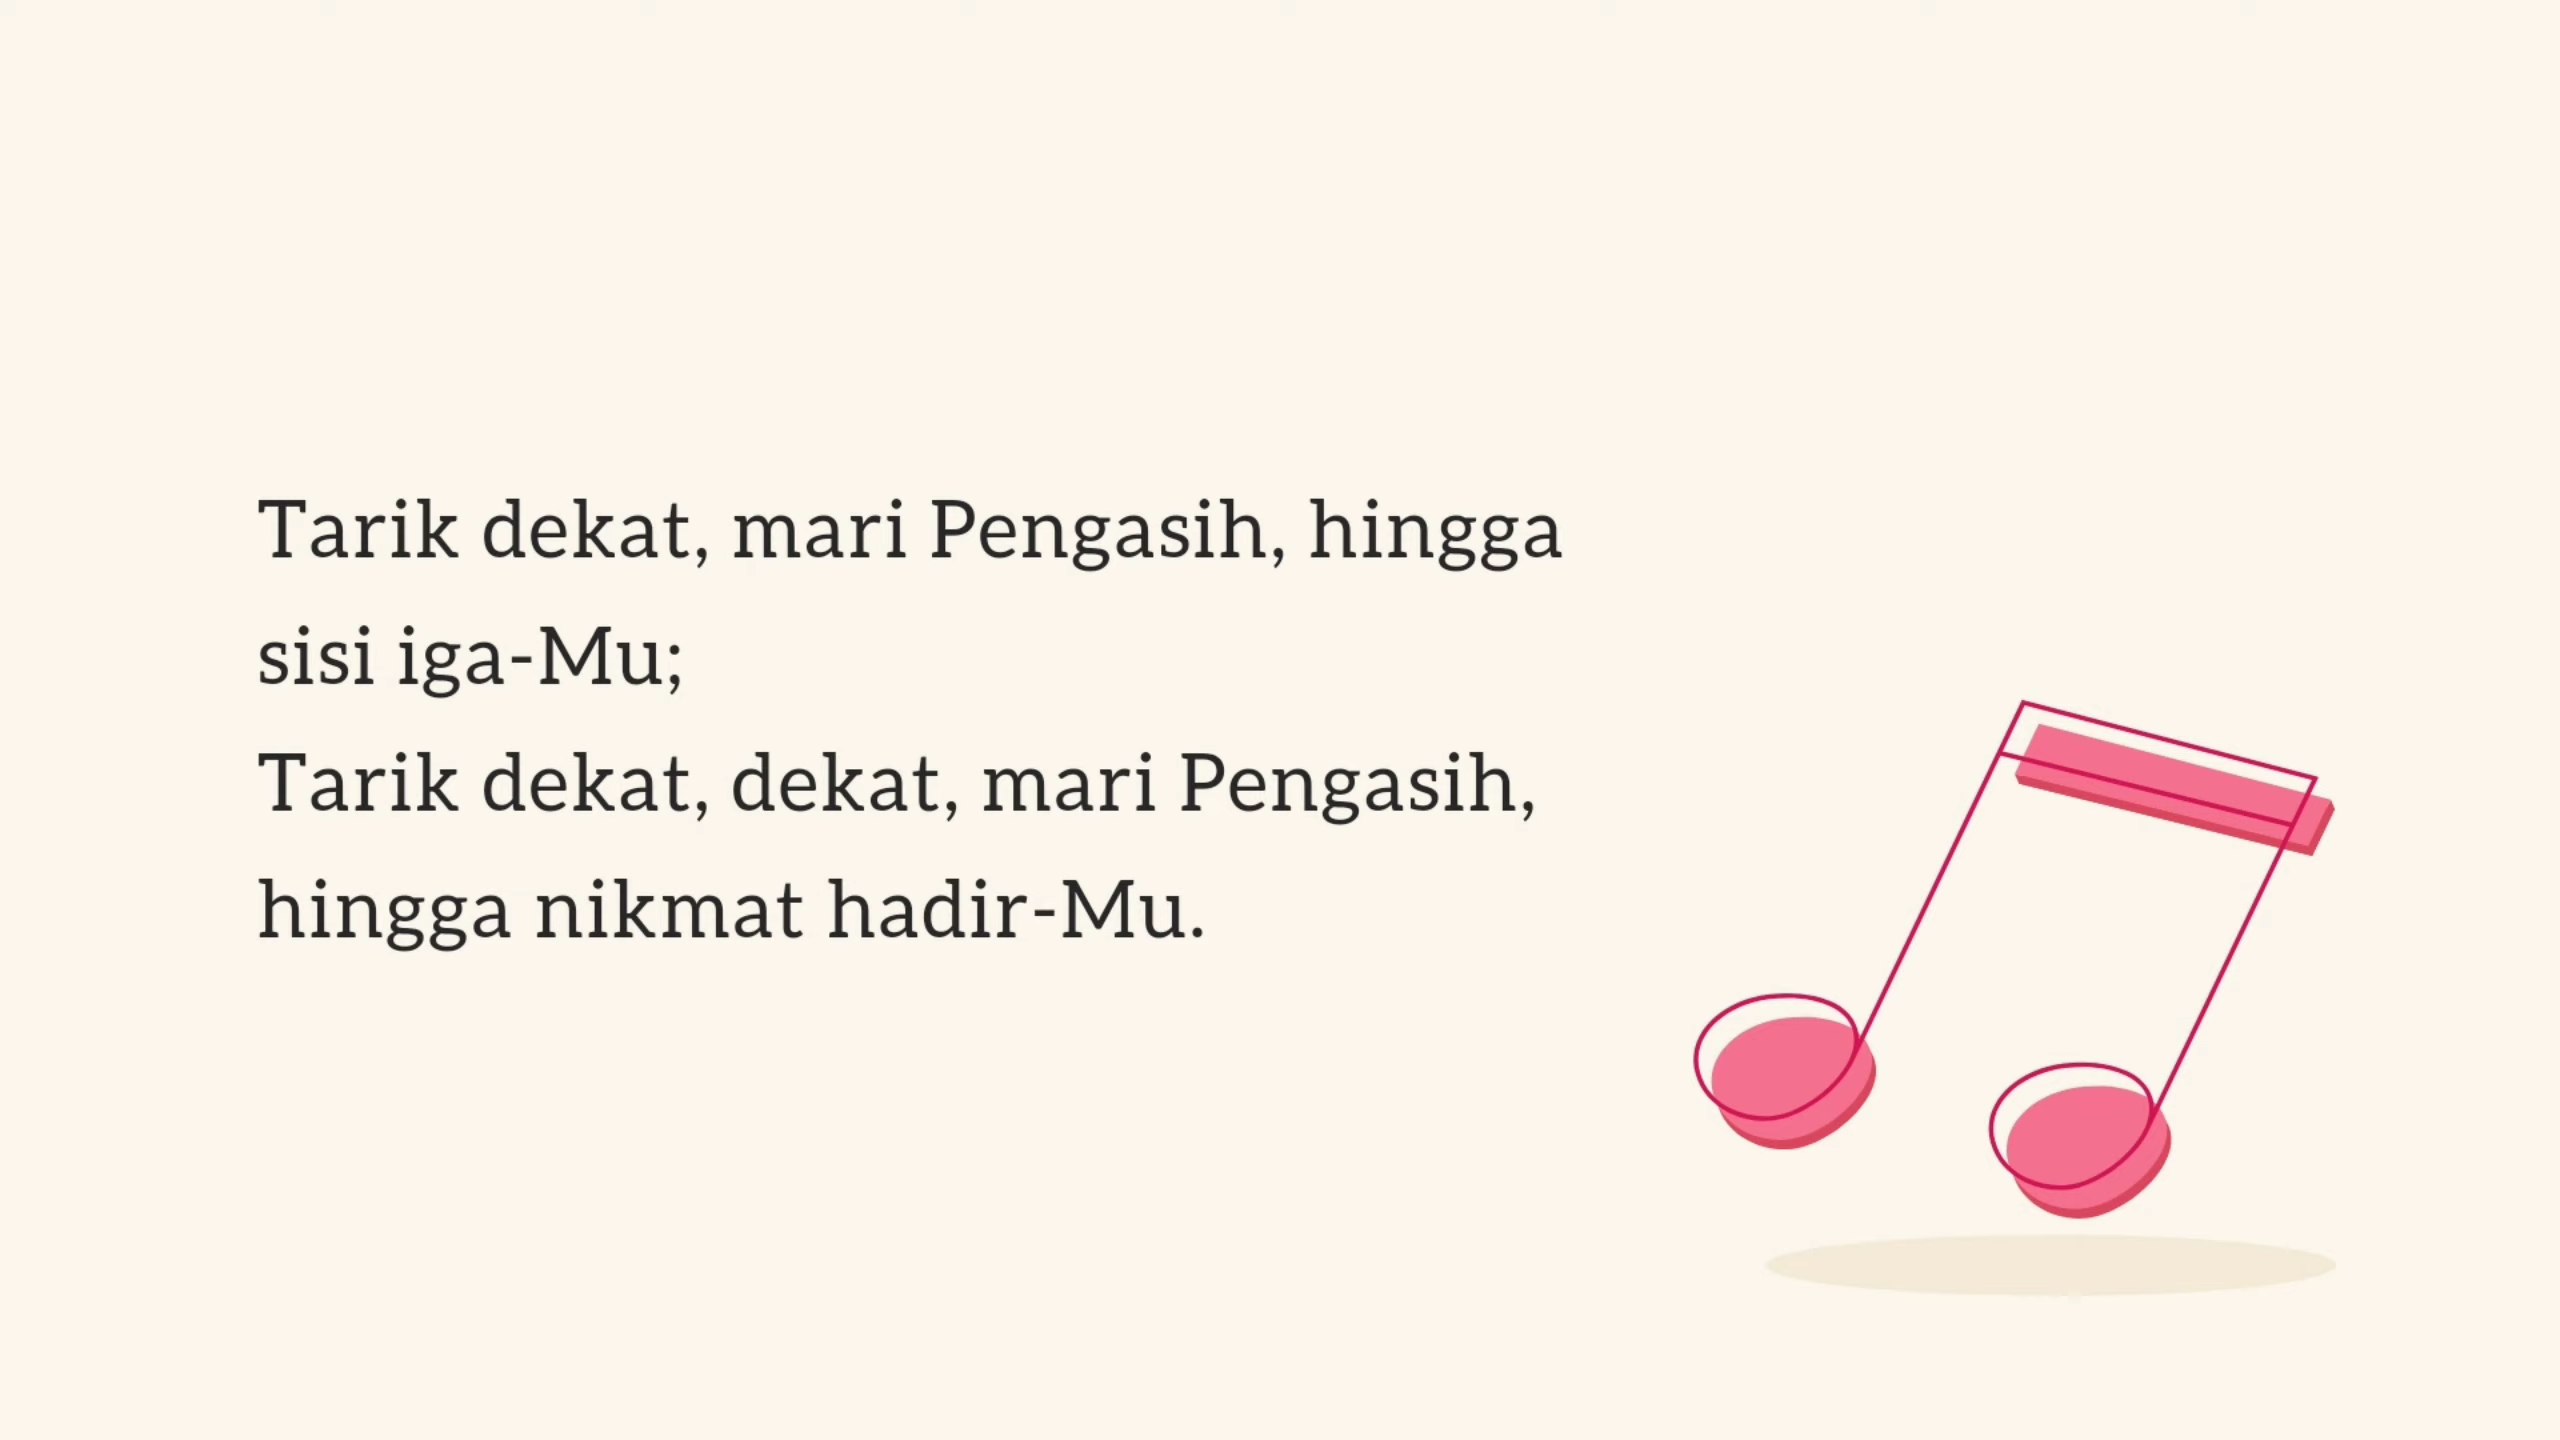 Tarik dekat, mari Pengasih, hingga
sisi iga-Mu;
Tarik dekat, dekat, mari Pengasih,
hingga nikmat hadir-Mu.